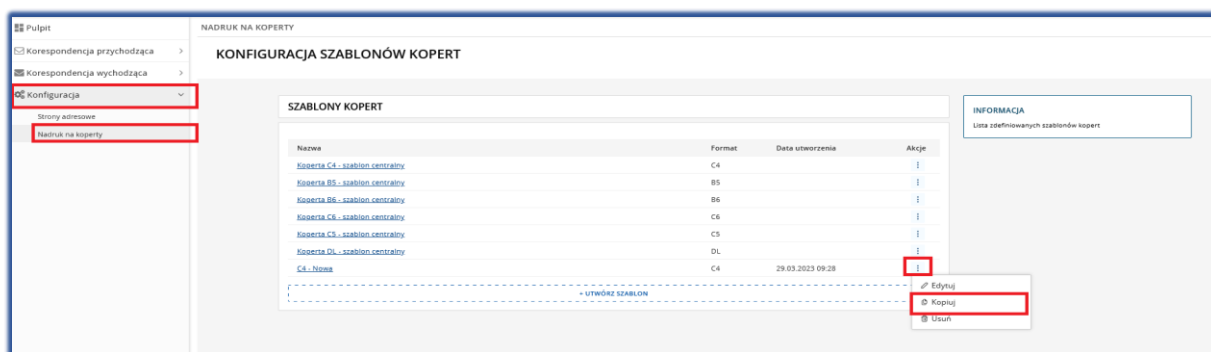 Pulpit
Korespondencja przychodząca
Korespondencja wychodząca
Konfiguracja
Strony adresowe
Nadruk na koperty
NADRUK NA KOPERTY
KONFIGURACJA SZABLONÓW KOPERT
SZABLONY KOPERT
Nazwa Format Data utworzenia Akcje
Koperta C4 - szablon centralny C4
Koperta B5 - szablon centralny B5
Koperta B6 - szablon centralny B6
Koperta C6 - szablon centralny C6
Koperta C5 - szablon centralny C5
Koperta DL - szablon centralny DL
C4 - Nowa C4 29.03.2023 09:28
+ UTWÓRZ SZABLON
Edytuj
Kopiuj
Usuń
INFORMACJA
Lista zdefiniowanych szablonów kopert